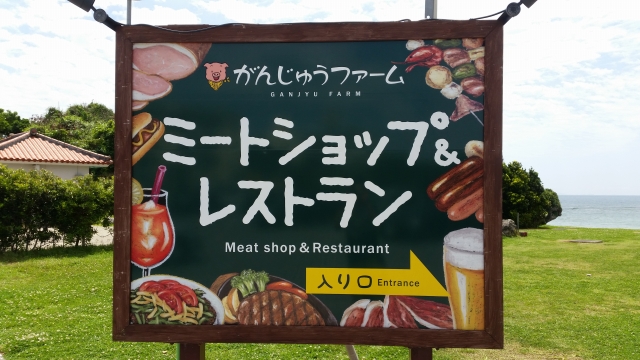 がんじゅうファーム
GANJYU FARM
ミートショップ&
レストラン
Meat shop & Restaurant
入り口 Entrance